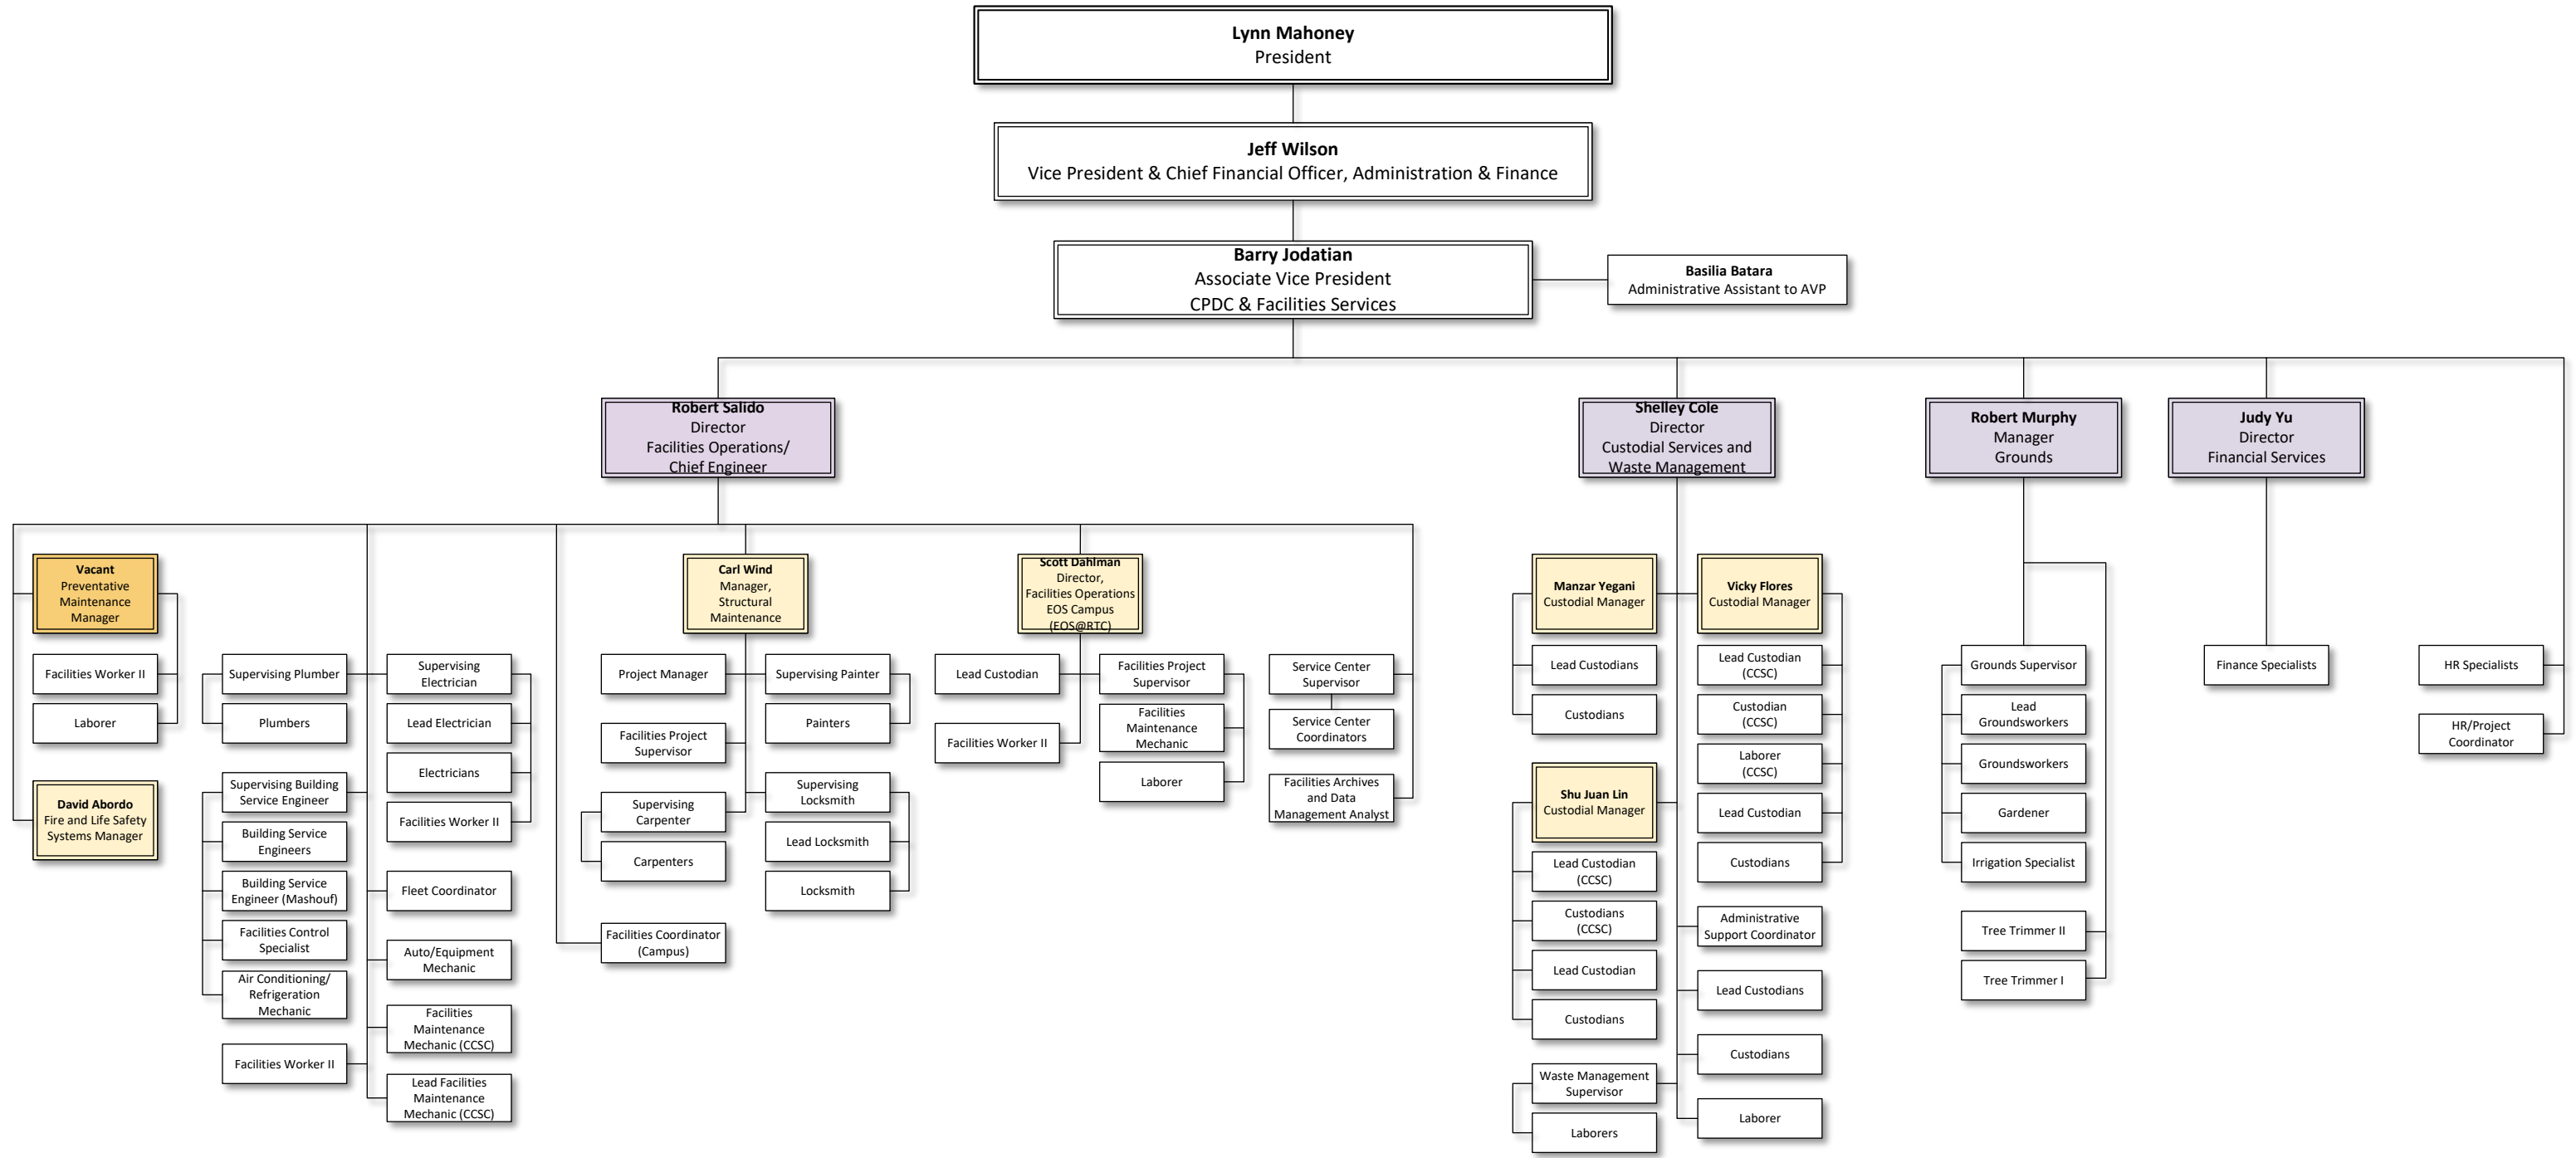 Lynn Mahoney
President
Jeff Wilson
Vice President & Chief Financial Officer, Administration & Finance
Barry Jodatian
Associate Vice President
CPDC & Facilities Services
Basilia Batara
Administrative Assistant to AVP
Robert Salido
Director
Facilities Operations/
Chief Engineer
Shelley Cole
Director
Custodial Services and
Waste Management
Robert Murphy
Manager
Grounds
Judy Yu
Director
Financial Services
Vacant
Preventative
Maintenance
Manager
Facilities Worker II
Laborer
David Abordo
Fire and Life Safety
Systems Manager
Supervising Plumber
Plumbers
Supervising Building
Service Engineer
Building Service
Engineers
Building Service
Engineer (Mashouf)
Facilities Control
Specialist
Air Conditioning/
Refrigeration
Mechanic
Facilities Worker II
Supervising
Electrician
Lead Electrician
Electricians
Facilities Worker II
Fleet Coordinator
Auto/Equipment
Mechanic
Facilities
Maintenance
Mechanic (CCSC)
Lead Facilities
Maintenance
Mechanic (CCSC)
Carl Wind
Manager,
Structural
Maintenance
Project Manager
Facilities Project
Supervisor
Supervising
Carpenter
Carpenters
Facilities Coordinator
(Campus)
Supervising Painter
Painters
Supervising
Locksmith
Lead Locksmith
Locksmith
Scott Dahlman
Director,
Facilities Operations
EOS Campus
(EOS@RTC)
Lead Custodian
Facilities Worker II
Facilities Project
Supervisor
Facilities
Maintenance
Mechanic
Laborer
Service Center
Supervisor
Service Center
Coordinators
Facilities Archives
and Data
Management Analyst
Manzar Yegani
Custodial Manager
Lead Custodians
Custodians
Shu Juan Lin
Custodial Manager
Lead Custodian
(CCSC)
Custodians
(CCSC)
Lead Custodian
Custodians
Waste Management
Supervisor
Laborers
Vicky Flores
Custodial Manager
Lead Custodian
(CCSC)
Custodian
(CCSC)
Laborer
(CCSC)
Lead Custodian
Custodians
Administrative
Support Coordinator
Lead Custodians
Custodians
Laborer
Grounds Supervisor
Lead
Groundsworkers
Groundsworkers
Gardener
Irrigation Specialist
Tree Trimmer II
Tree Trimmer I
Finance Specialists
HR Specialists
HR/Project
Coordinator